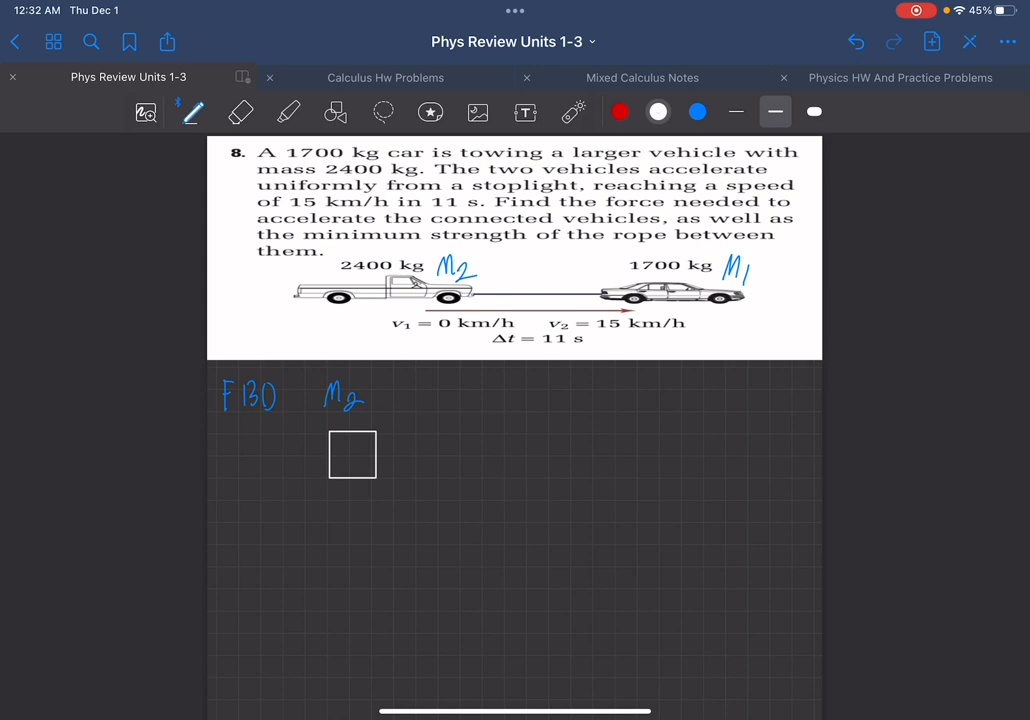 12:32 AM Thu Dec 1
45%
Phys Review Units 1-3
Phys Review Units 1-3
Calculus Hw Problems
Mixed Calculus Notes
Physics HW And Practice Problems
T
8. A 1700 kg car is towing a larger vehicle with
mass 2400 kg. The two vehicles accelerate
uniformly from a stoplight, reaching a speed
of 15 km/h in 11 s. Find the force needed to
accelerate the connected vehicles, as well as
the minimum strength of the rope between
them.
2400 kg M2 1700 kg M1
v₁ = 0 km/h v₂ = 15 km/h
Δt = 11 s
FBD M2